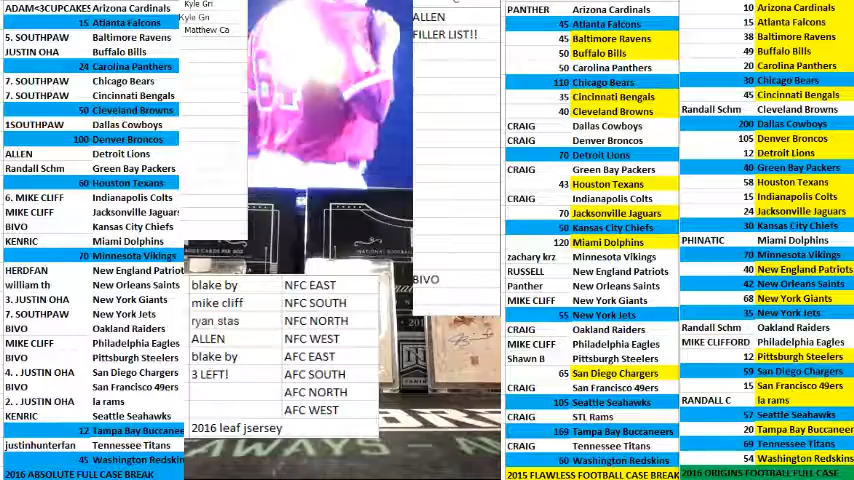 ADAM<3CUPCAKES Arizona Cardinals
15 Atlanta Falcons
5. SOUTHPAW Baltimore Ravens
JUSTIN OHA Buffalo Bills
24 Carolina Panthers
7. SOUTHPAW Chicago Bears
7. SOUTHPAW Cincinnati Bengals
50 Cleveland Browns
1SOUTHPAW Dallas Cowboys
100 Denver Broncos
ALLEN Detroit Lions
Randall Schm Green Bay Packers
60 Houston Texans
6. MIKE CLIFF Indianapolis Colts
MIKE CLIFF Jacksonville Jaguars
BIVO Kansas City Chiefs
KENRIC Miami Dolphins
70 Minnesota Vikings
HERDFAN New England Patriots
william th New Orleans Saints
3. JUSTIN OHA New York Giants
7. SOUTHPAW New York Jets
BIVO Oakland Raiders
MIKE CLIFF Philadelphia Eagles
BIVO Pittsburgh Steelers
4. . JUSTIN OHA San Diego Chargers
BIVO San Francisco 49ers
2. . JUSTIN OHA la rams
KENRIC Seattle Seahawks
12 Tampa Bay Buccanee
justinhunterfan Tennessee Titans
45 Washington Redskin
2016 ABSOLUTE FULL CASE BREAK
Kyle Gri
Kyle Gri
Matthew Ca
blake by NFC EAST
mike cliff NFC SOUTH
ryan stas NFC NORTH
ALLEN NFC WEST
blake by AFC EAST
3 LEFT! AFC SOUTH
AFC NORTH
AFC WEST
2016 leaf jsersey
ALLEN
FILLER LIST!!
BIVO
PANTHER Arizona Cardinals
45 Atlanta Falcons
45 Baltimore Ravens
50 Buffalo Bills
50 Carolina Panthers
110 Chicago Bears
35 Cincinnati Bengals
40 Cleveland Browns
CRAIG Dallas Cowboys
CRAIG Denver Broncos
70 Detroit Lions
CRAIG Green Bay Packers
43 Houston Texans
CRAIG Indianapolis Colts
70 Jacksonville Jaguars
50 Kansas City Chiefs
120 Miami Dolphins
zachary krz Minnesota Vikings
RUSSELL New England Patriots
Panther New Orleans Saints
MIKE CLIFF New York Giants
55 New York Jets
CRAIG Oakland Raiders
MIKE CLIFF Philadelphia Eagles
Shawn B Pittsburgh Steelers
65 San Diego Chargers
CRAIG San Francisco 49ers
105 Seattle Seahawks
CRAIG STL Rams
169 Tampa Bay Buccaneers
CRAIG Tennessee Titans
60 Washington Redskins
2015 FLAWLESS FOOTBALL CASE BREAK
10 Arizona Cardinals
15 Atlanta Falcons
38 Baltimore Ravens
49 Buffalo Bills
20 Carolina Panthers
30 Chicago Bears
45 Cincinnati Bengals
Randall Schm Cleveland Browns
200 Dallas Cowboys
105 Denver Broncos
12 Detroit Lions
40 Green Bay Packers
58 Houston Texans
15 Indianapolis Colts
24 Jacksonville Jaguars
30 Kansas City Chiefs
PHINATIC Miami Dolphins
70 Minnesota Vikings
40 New England Patriots
42 New Orleans Saints
68 New York Giants
35 New York Jets
Randall Schm Oakland Raiders
MIKE CLIFFORD Philadelphia Eagles
12 Pittsburgh Steelers
59 San Diego Chargers
15 San Francisco 49ers
RANDALL C la rams
57 Seattle Seahawks
20 Tampa Bay Buccaneers
69 Tennessee Titans
54 Washington Redskins
2016 ORIGINS FOOTBALL FULL CASE